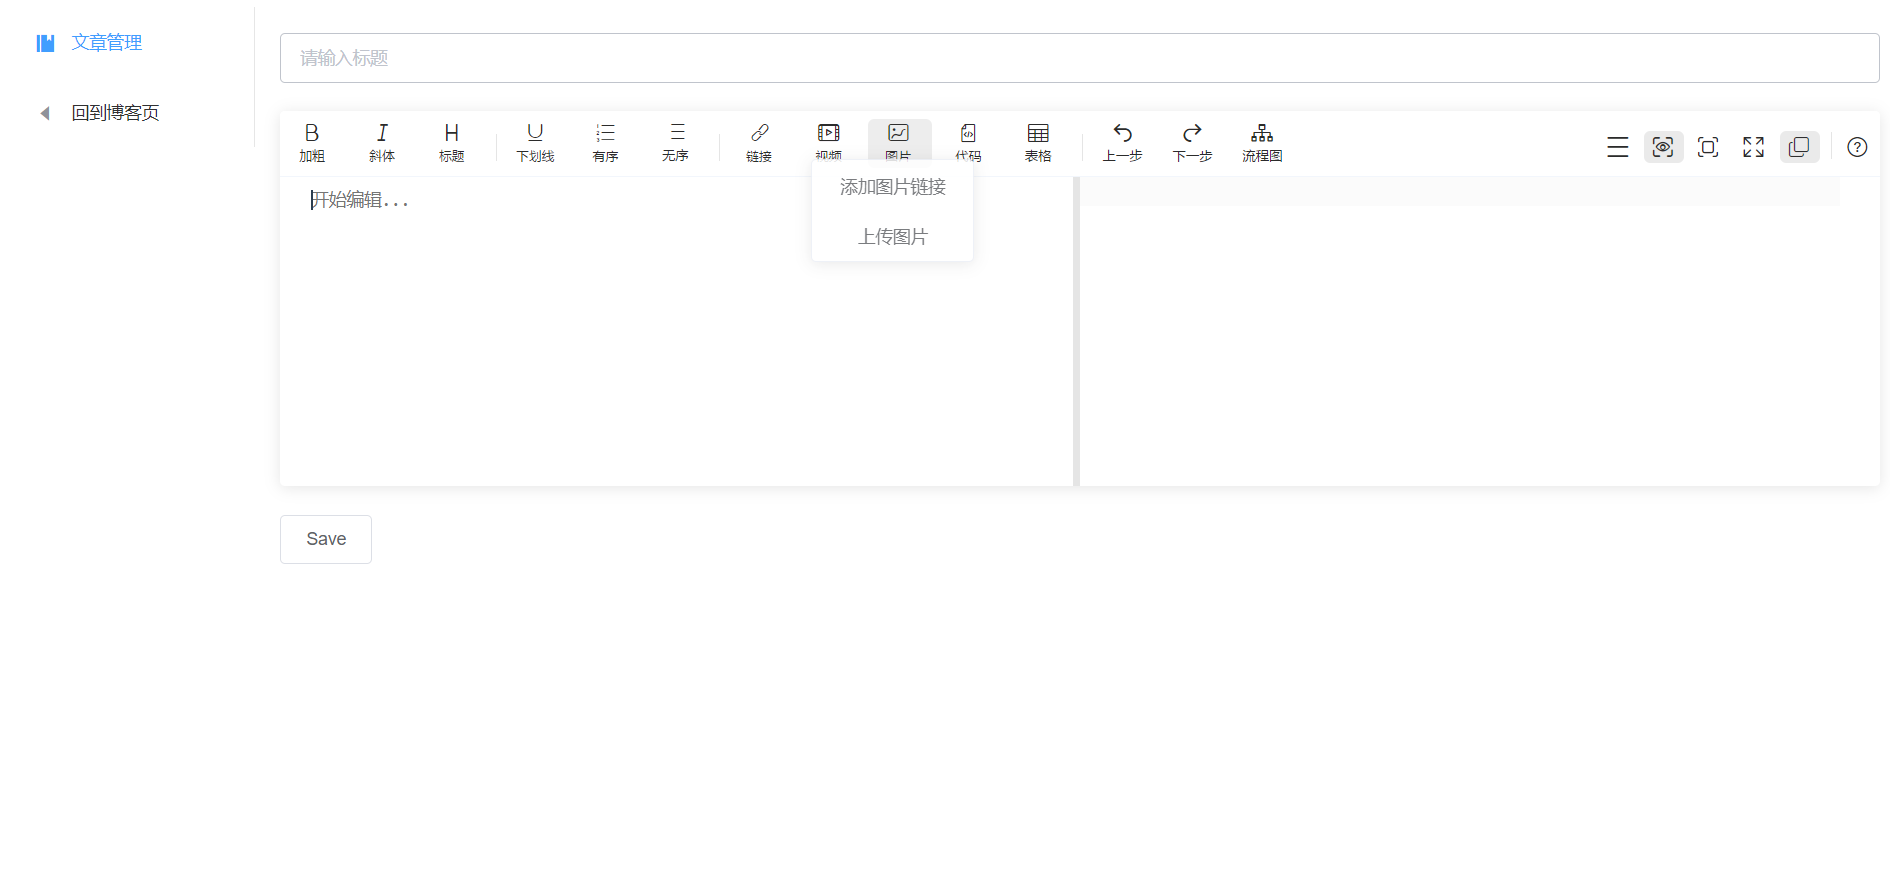 文章管理
回到博客页
请输入标题
加粗 斜体 标题 下划线 有序 无序 链接 视频 图片 代码 表格 上一步 下一步 流程图
开始编辑...
添加图片链接
上传图片
Save